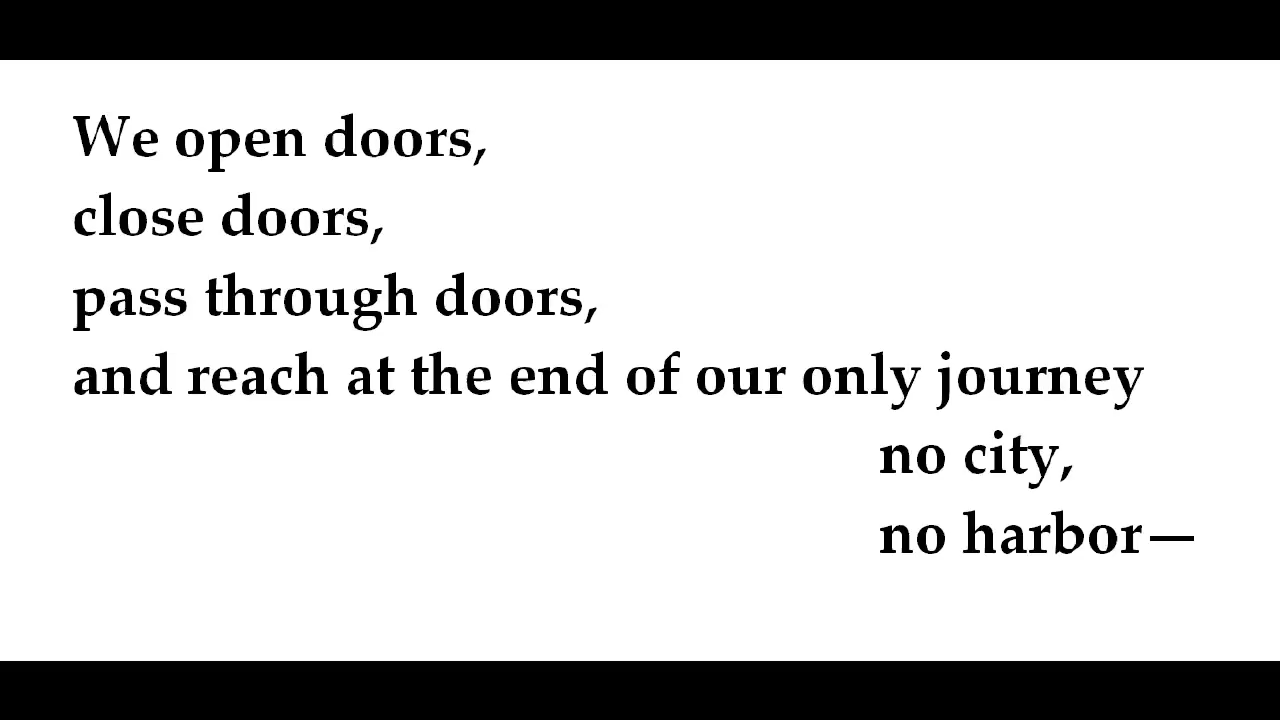 We open doors,
close doors,
pass through doors,
and reach at the end of our only journey
no city,
no harbor—